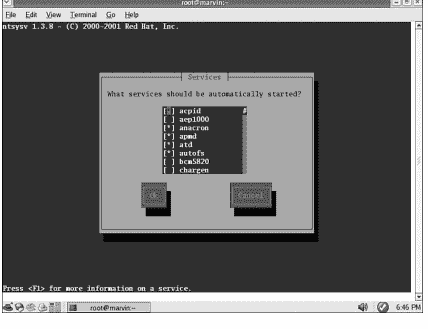 root@marvin:~
File Edit View Terminal Go Help
ntsysv 1.3.8 - (C) 2000-2001 Red Hat, Inc.
Services
What services should be automatically started?
[ ] acpid
[ ] aep1000
[*] anacron
[*] apmd
[*] atd
[*] autofs
[ ] bcm5820
[ ] chargen
Press <F1> for more information on a service.
root@marvin:~
6:46 PM